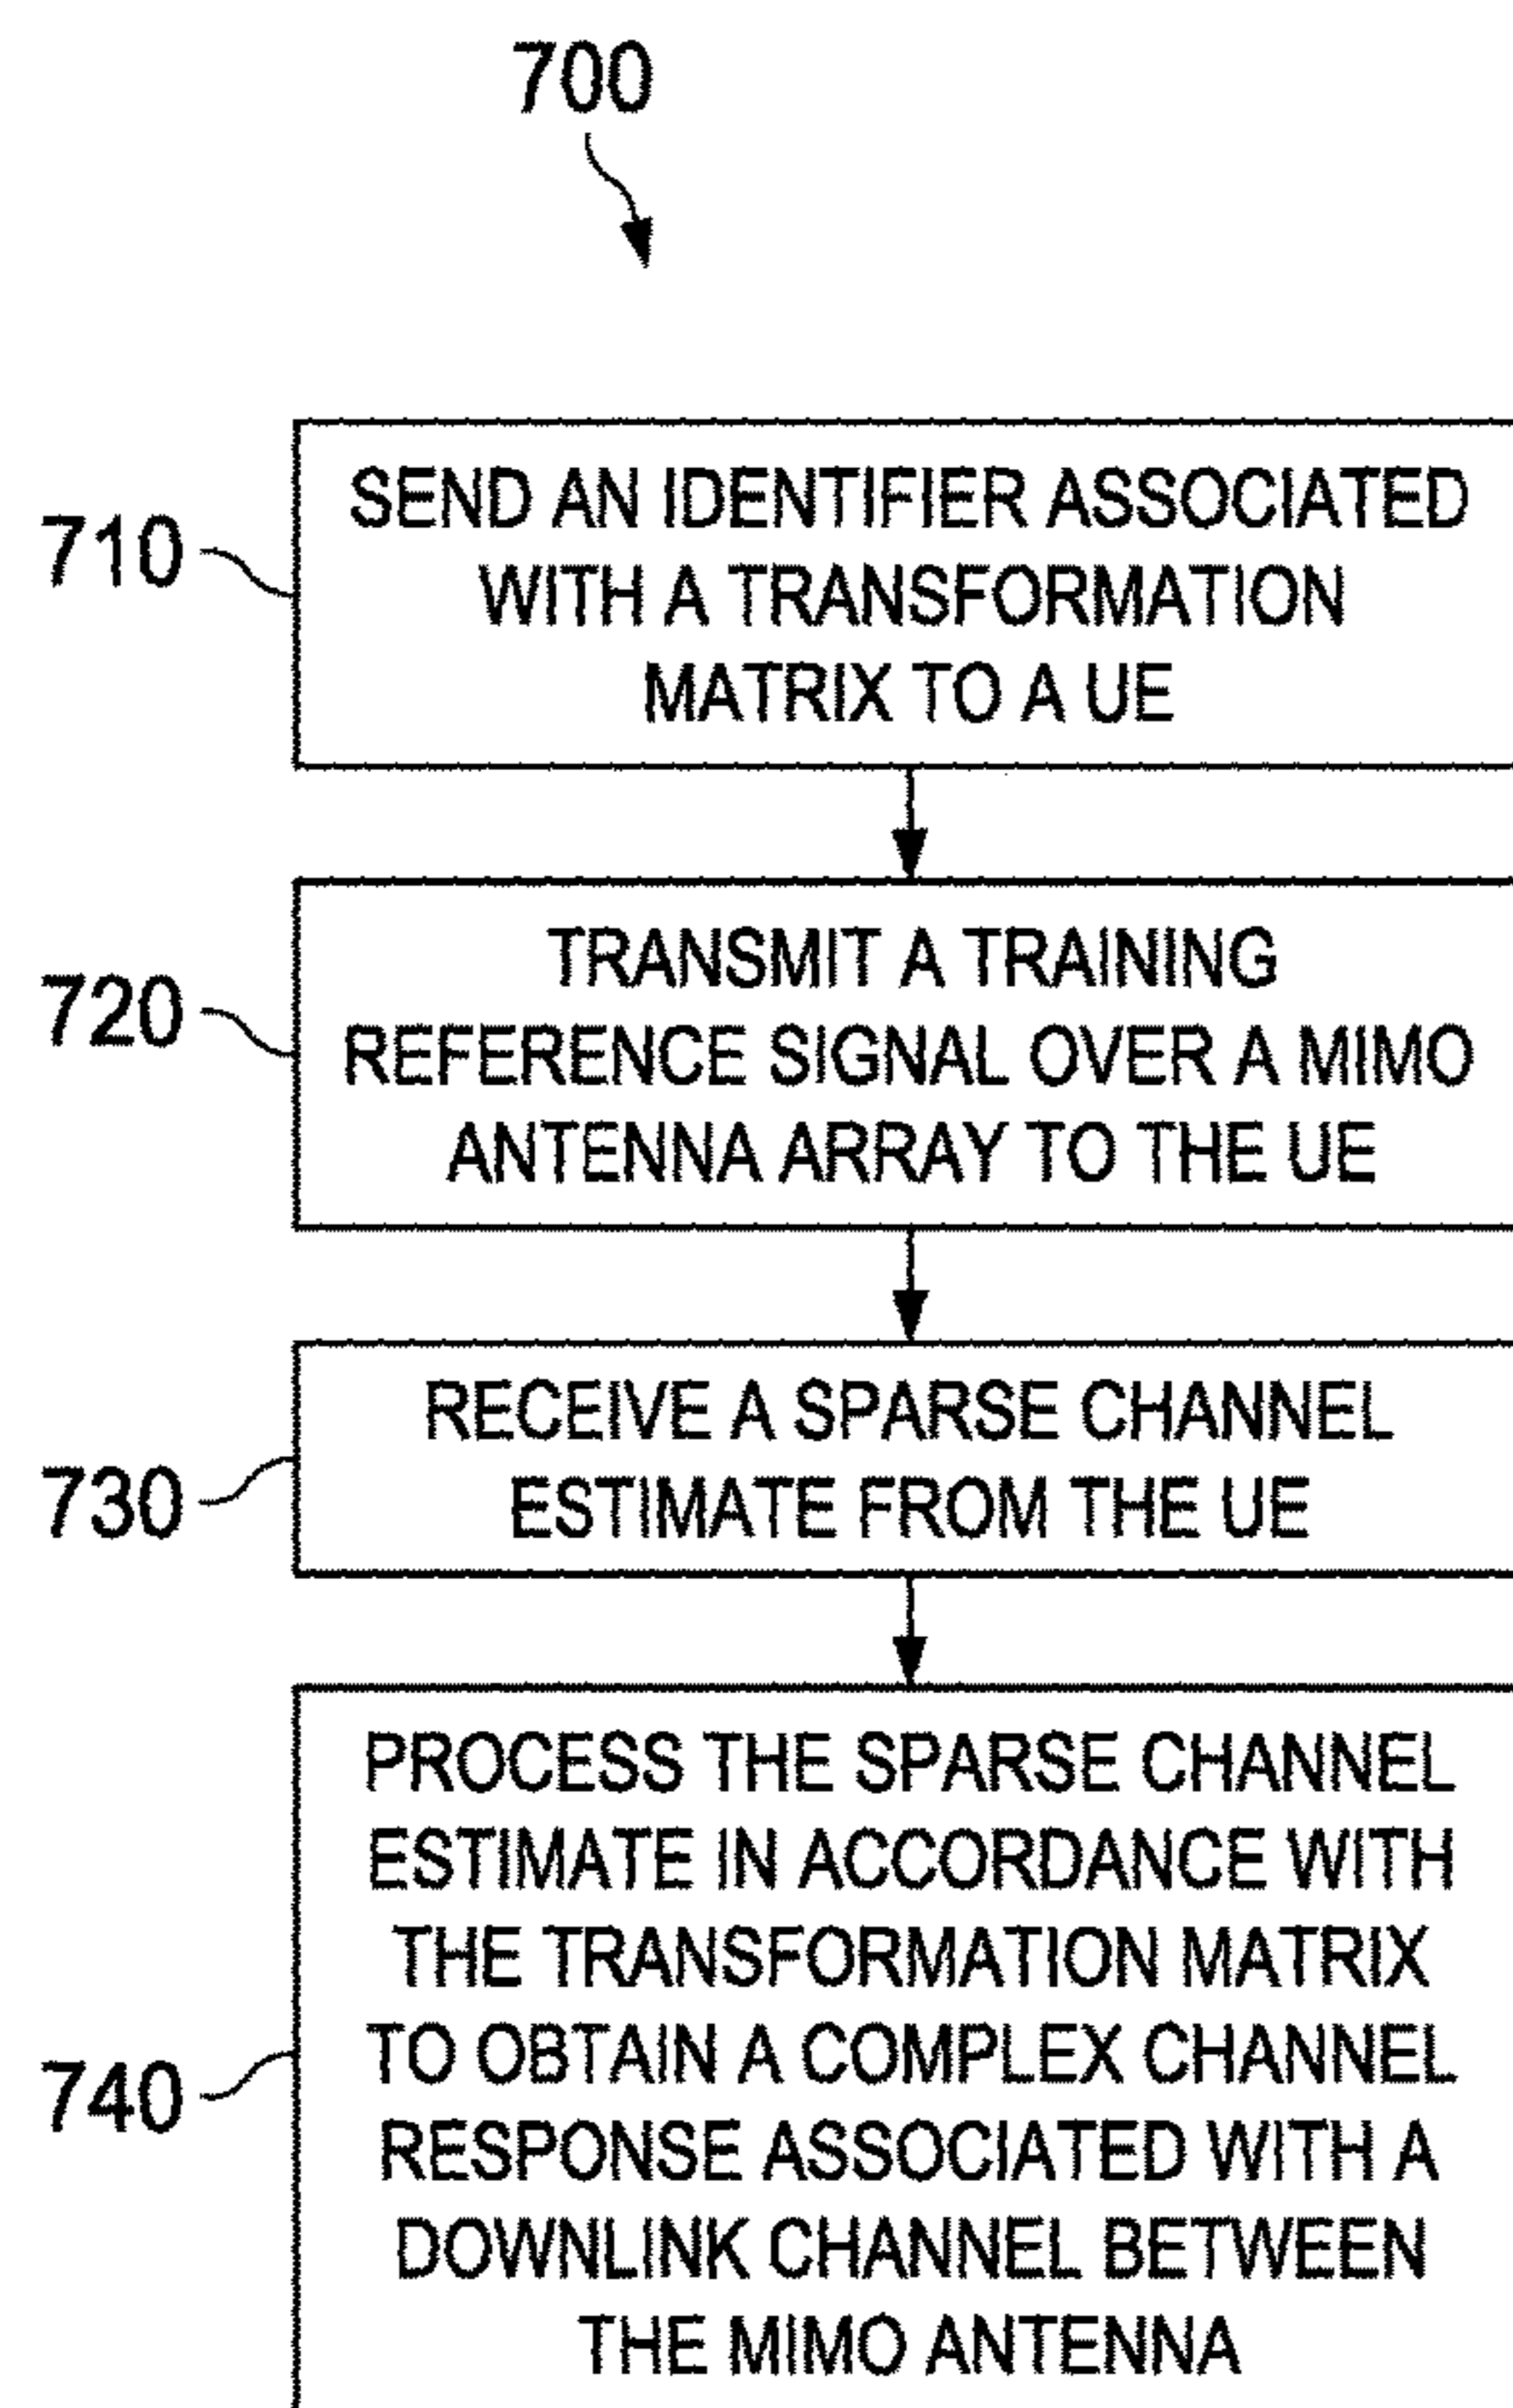 700
710
SEND AN IDENTIFIER ASSOCIATED
WITH A TRANSFORMATION
MATRIX TO A UE
720
TRANSMIT A TRAINING
REFERENCE SIGNAL OVER A MIMO
ANTENNA ARRAY TO THE UE
730
RECEIVE A SPARSE CHANNEL
ESTIMATE FROM THE UE
740
PROCESS THE SPARSE CHANNEL
ESTIMATE IN ACCORDANCE WITH
THE TRANSFORMATION MATRIX
TO OBTAIN A COMPLEX CHANNEL
RESPONSE ASSOCIATED WITH A
DOWNLINK CHANNEL BETWEEN
THE MIMO ANTENNA